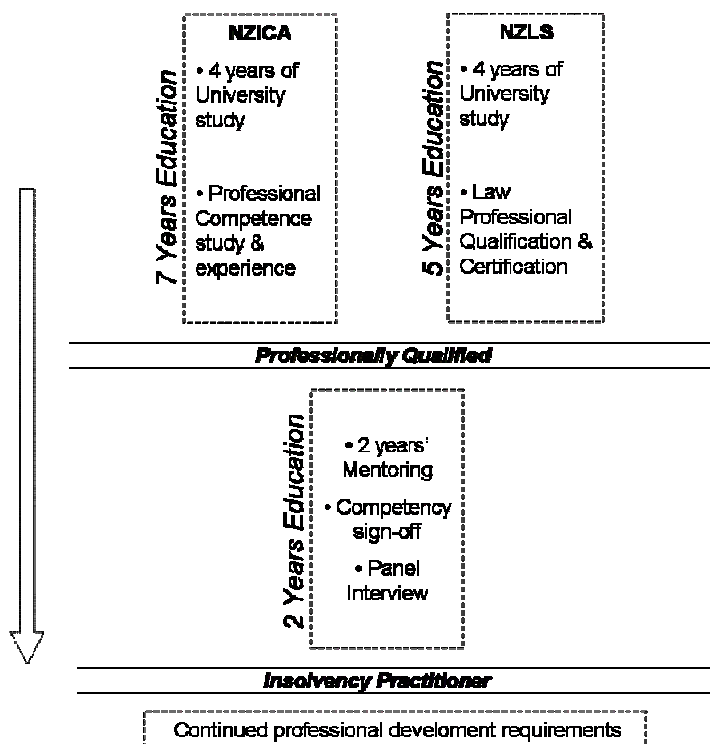 NZICA
7 Years Education
• 4 years of
University
study
• Professional
Competence
study &
experience
NZLS
5 Years Education
• 4 years of
University
study
• Law
Professional
Qualification &
Certification
Professionally Qualified
2 Years Education
• 2 years'
Mentoring
• Competency
sign-off
• Panel
Interview
Insolvency Practitioner
Continued professional develoment requirements